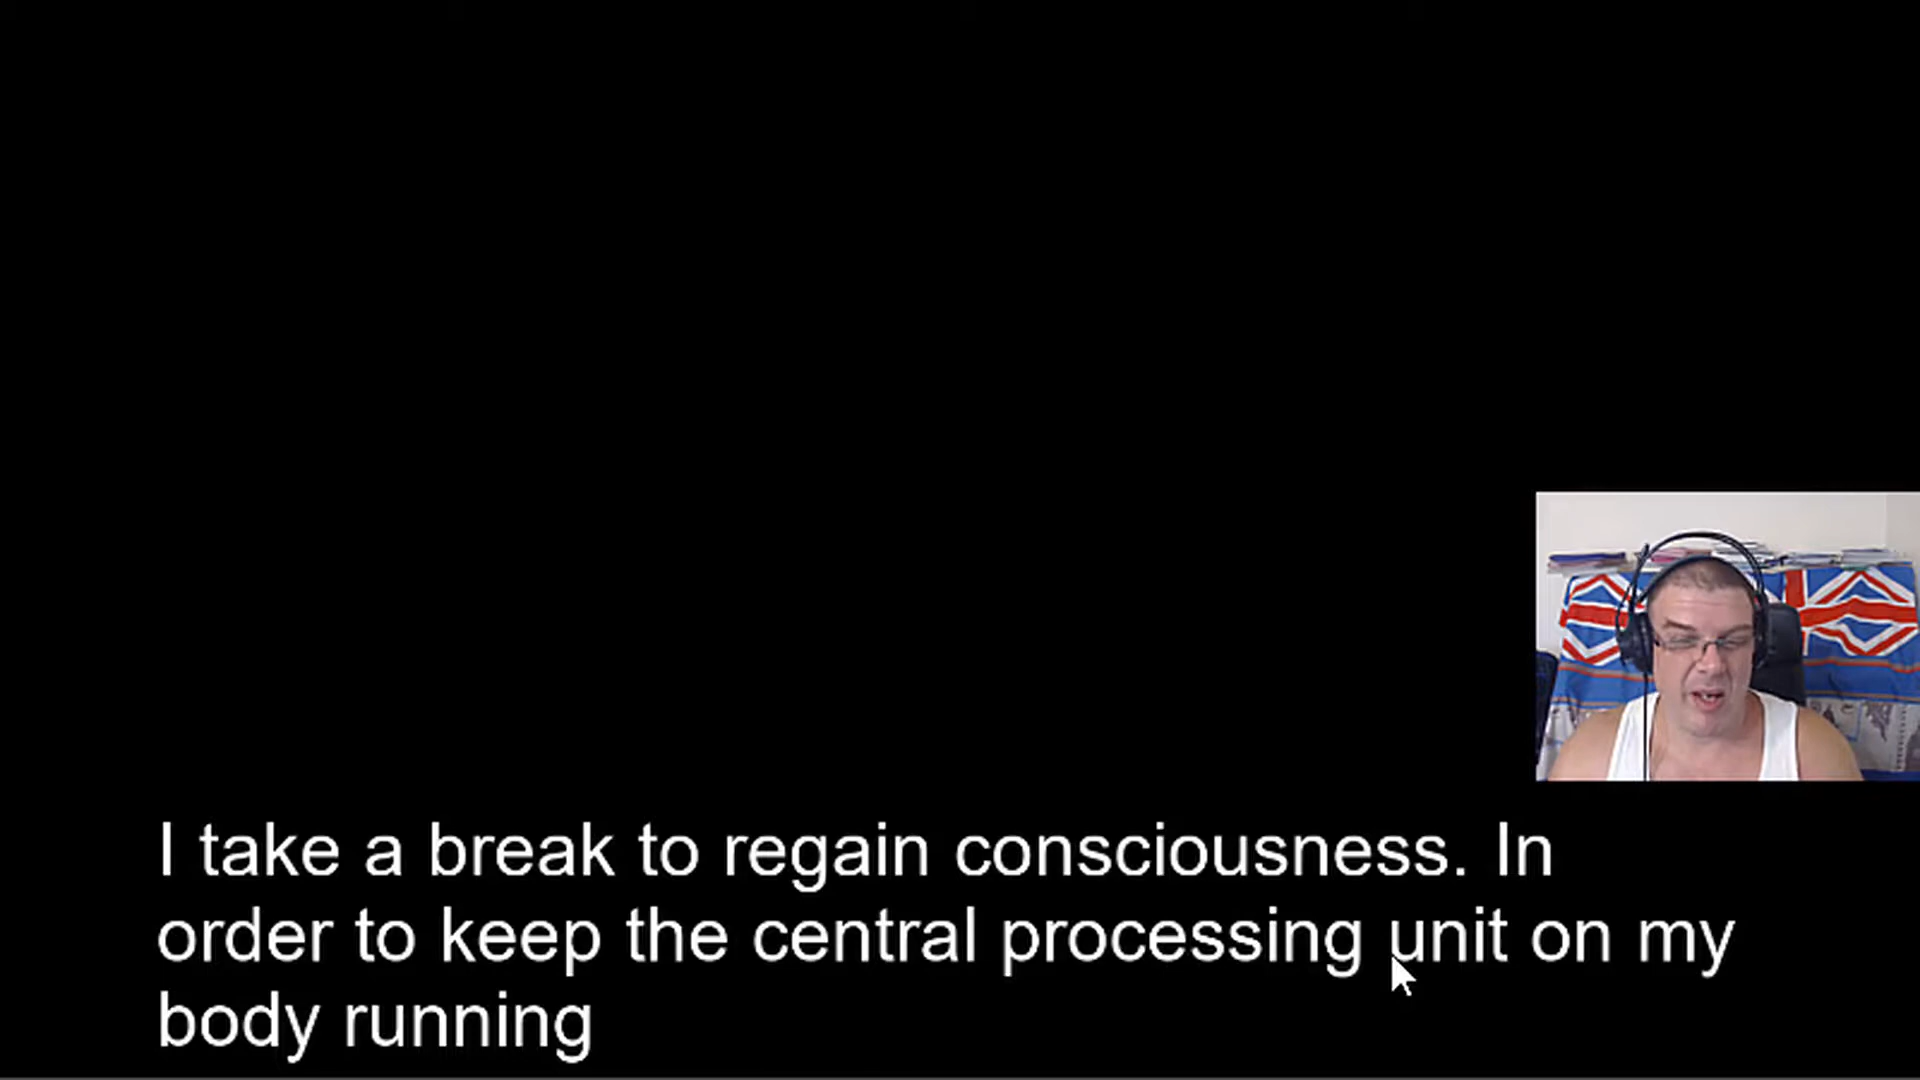 I take a break to regain consciousness. In
order to keep the central processing unit on my
body running